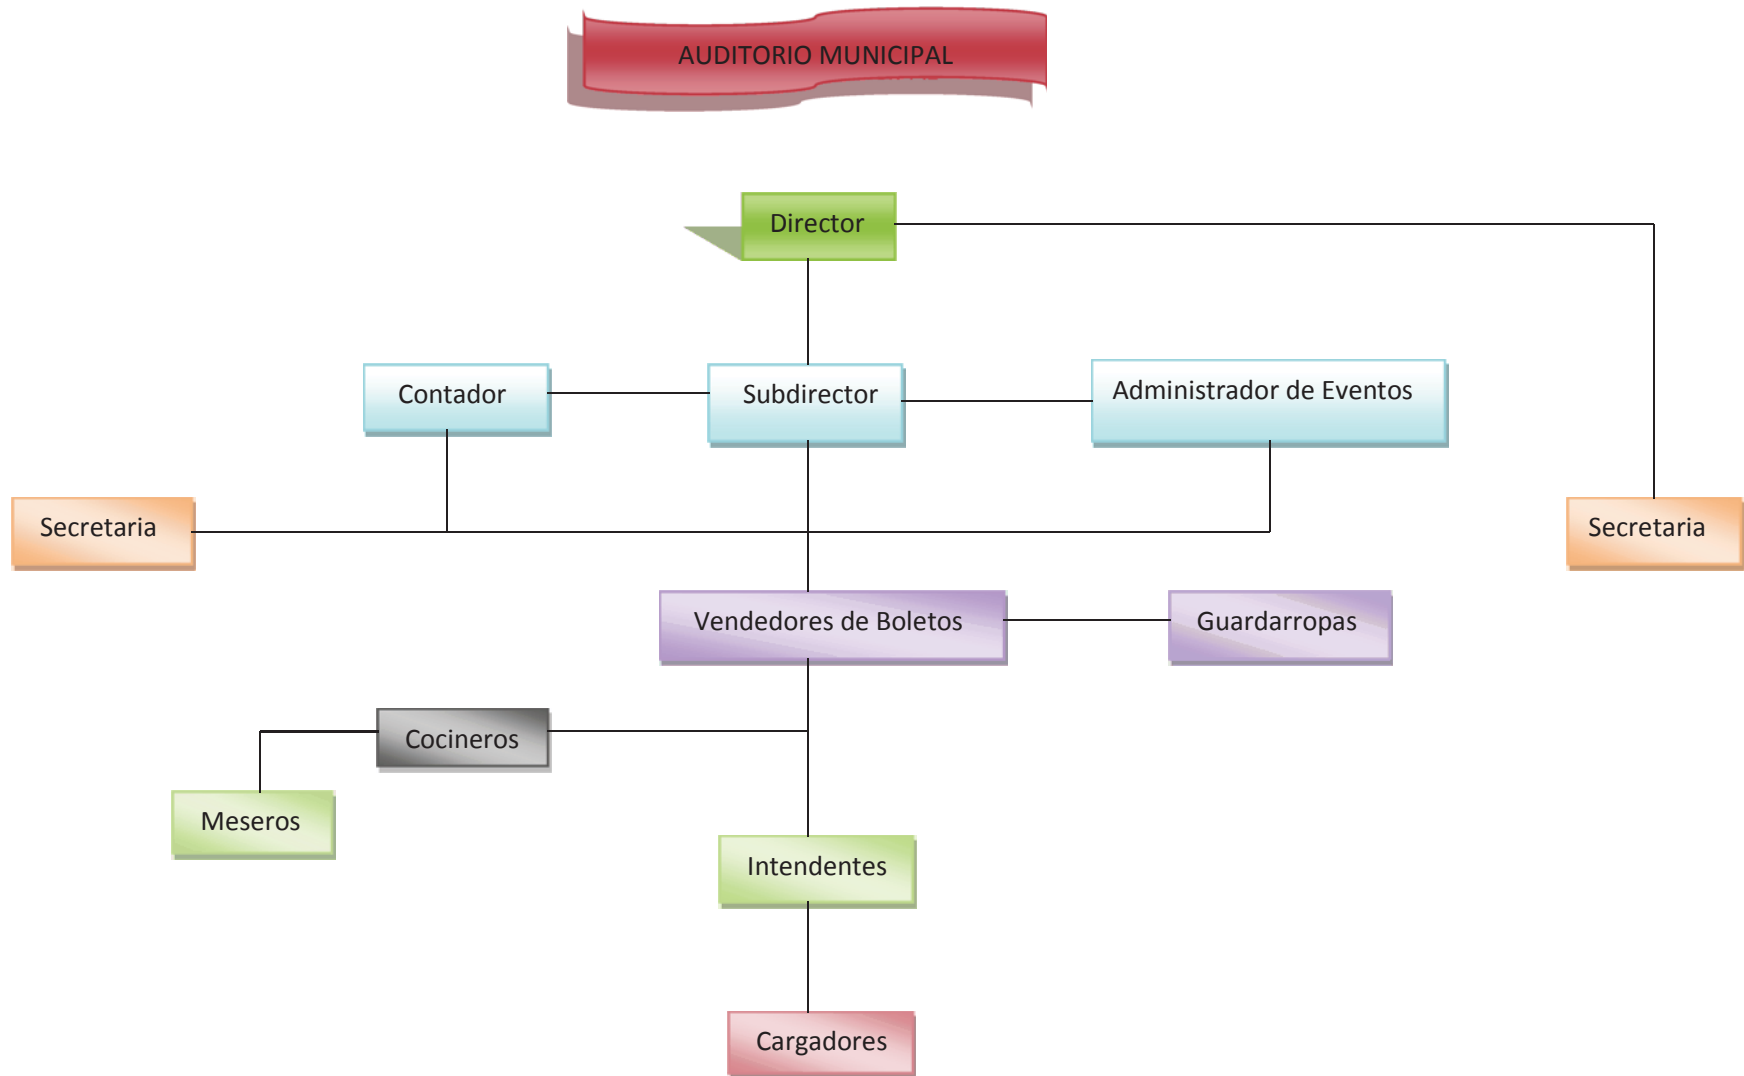 AUDITORIO MUNICIPAL
Director
Contador
Subdirector
Administrador de Eventos
Secretaria
Secretaria
Vendedores de Boletos
Guardarropas
Cocineros
Meseros
Intendentes
Cargadores